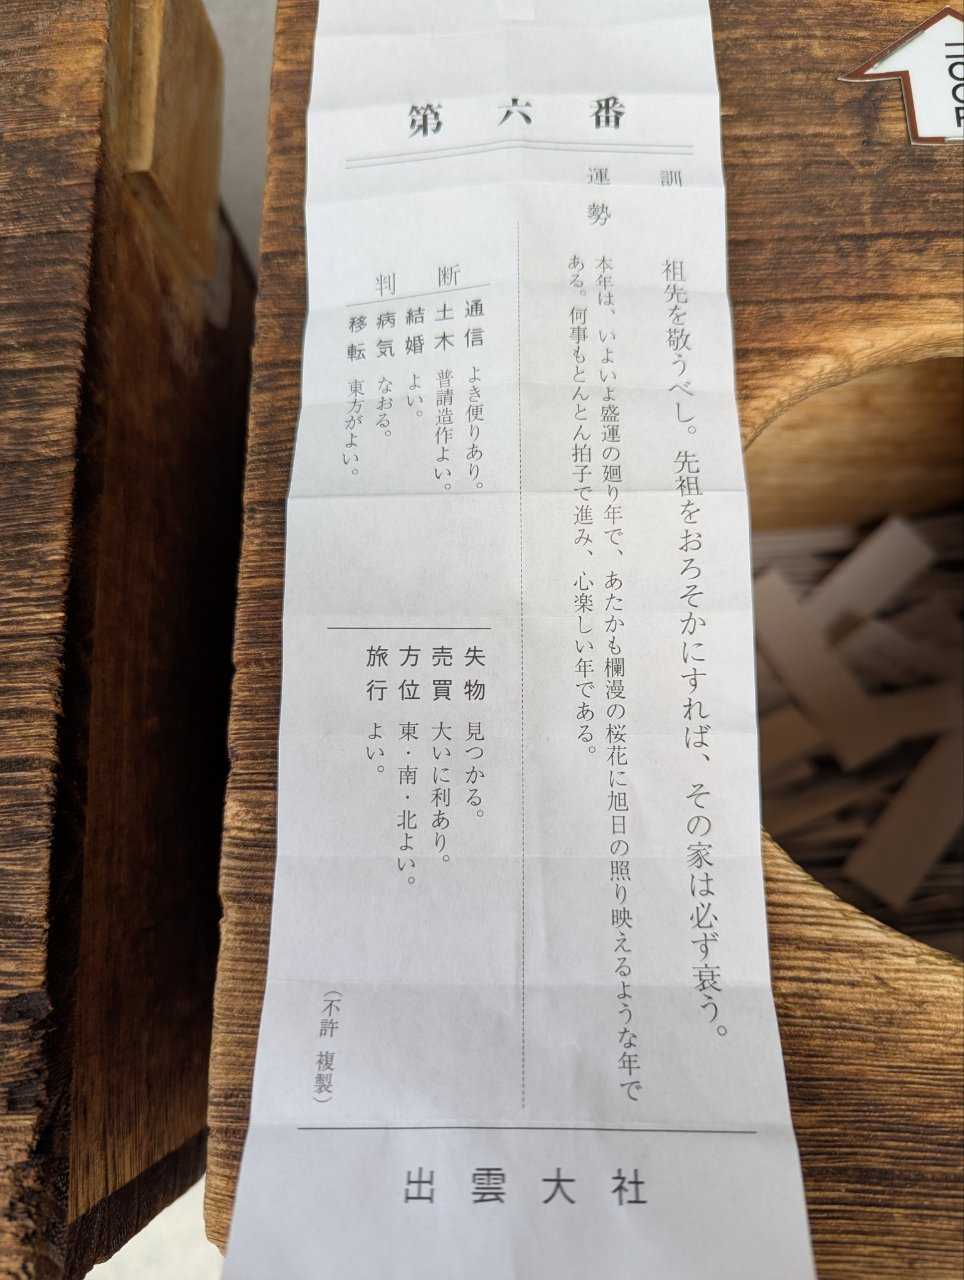 第六番
訓
祖先を敬うべし。先祖をおろそかにすれば、その家は必ず衰う。
運勢
本年は、いよいよ盛運の廻り年で、あたかも欄漫の桜花に旭日の照り映えるような年で
ある。何事もとんとん拍子で進み、心楽しい年である。
判断
通信 よき便りあり。
土木 普請造作よい。
結婚 よい。
病気 なおる。
移転 東方がよい。
失物 見つかる。
売買 大いに利あり。
方位 東・南・北よい。
旅行 よい。
(不許 複製)
出雲大社